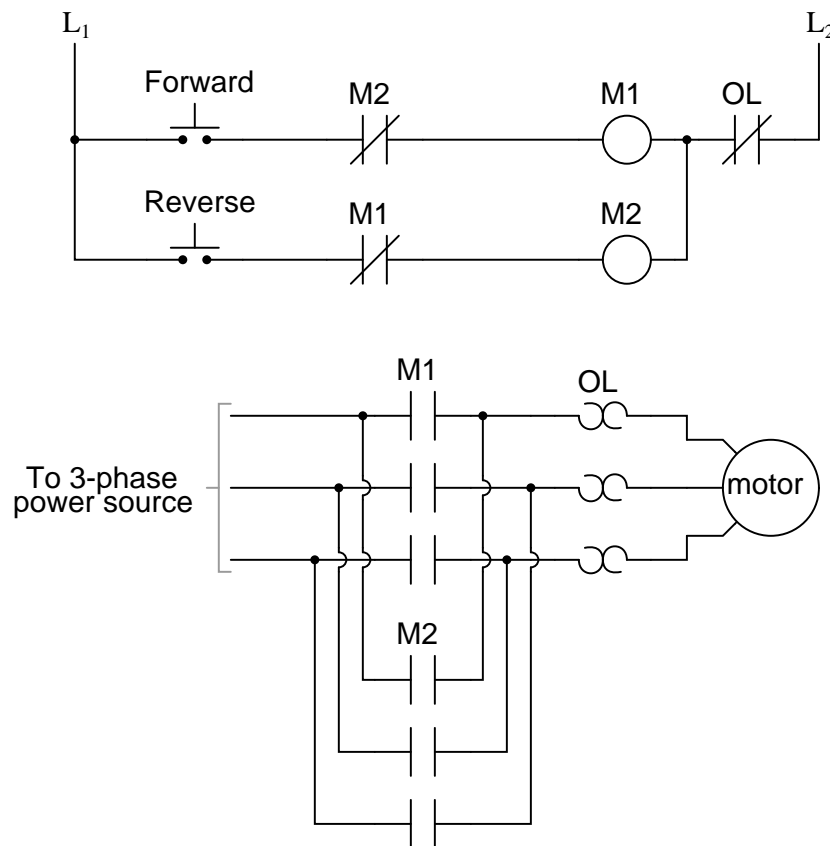 L1 L2
Forward
M2 M1 OL
Reverse
M1 M2
M1 OL
To 3-phase
power source
motor
M2